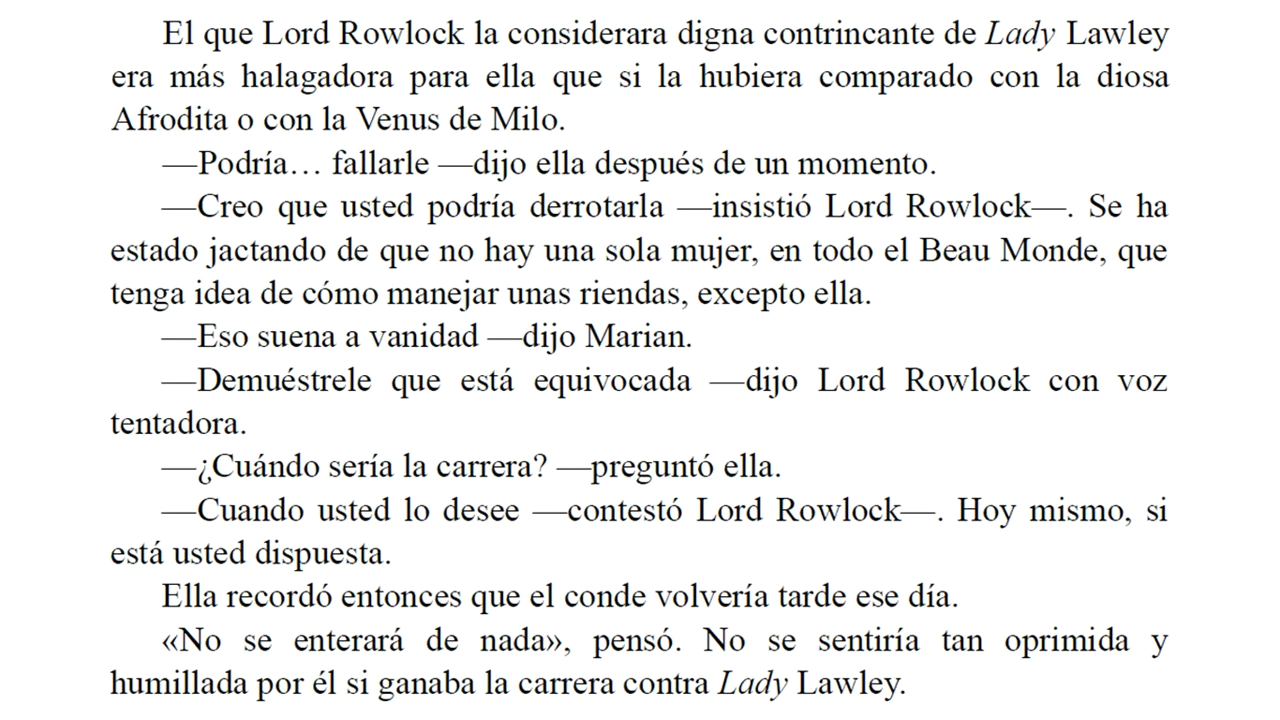 El que Lord Rowlock la considerara digna contrincante de Lady Lawley
era más halagadora para ella que si la hubiera comparado con la diosa
Afrodita o con la Venus de Milo.
—Podría… fallarle —dijo ella después de un momento.
—Creo que usted podría derrotarla —insistió Lord Rowlock—. Se ha
estado jactando de que no hay una sola mujer, en todo el Beau Monde, que
tenga idea de cómo manejar unas riendas, excepto ella.
—Eso suena a vanidad —dijo Marian.
—Demuéstrele que está equivocada —dijo Lord Rowlock con voz
tentadora.
—¿Cuándo sería la carrera? —preguntó ella.
—Cuando usted lo desee —contestó Lord Rowlock—. Hoy mismo, si
está usted dispuesta.
Ella recordó entonces que el conde volvería tarde ese día.
«No se enterará de nada», pensó. No se sentiría tan oprimida y
humillada por él si ganaba la carrera contra Lady Lawley.